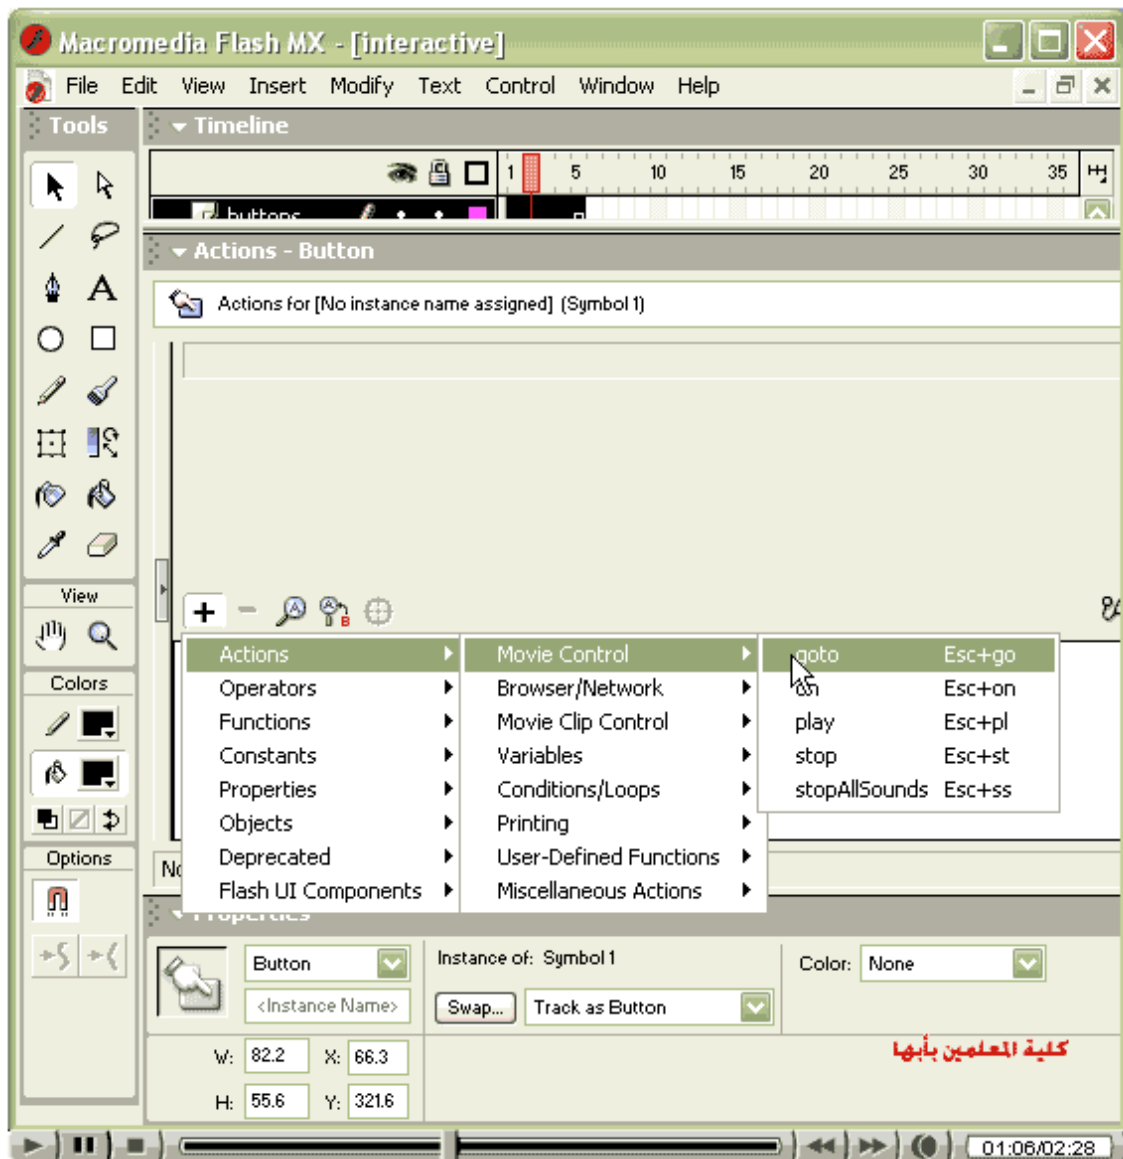 Macromedia Flash MX - [interactive]
File Edit View Insert Modify Text Control Window Help
Tools
Timeline
1 5 10 15 20 25 30 35
buttons
Actions - Button
Actions for [No instance name assigned] (Symbol 1)
View
Colors
Options
Actions
Operators
Functions
Constants
Properties
Objects
Deprecated
Flash UI Components
Movie Control
Browser/Network
Movie Clip Control
Variables
Conditions/Loops
Printing
User-Defined Functions
Miscellaneous Actions
goto Esc+go
on Esc+on
play Esc+pl
stop Esc+st
stopAllSounds Esc+ss
Properties
Button
<Instance Name>
Instance of: Symbol 1
Swap... Track as Button
Color: None
W: 82.2 X: 66.3
H: 55.6 Y: 321.6
كلية المعلمين بأبها
01:06/02:28